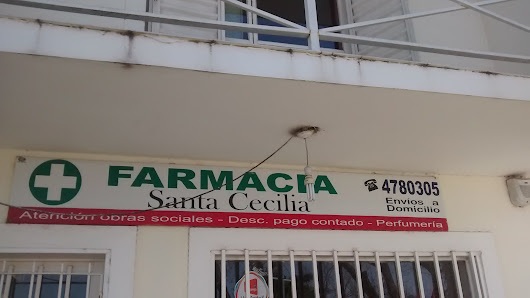 FARMACIA
Santa Cecilia
4780305
Envíos a
Domicilio
Atención obras sociales - Desc. pago contado - Perfumería